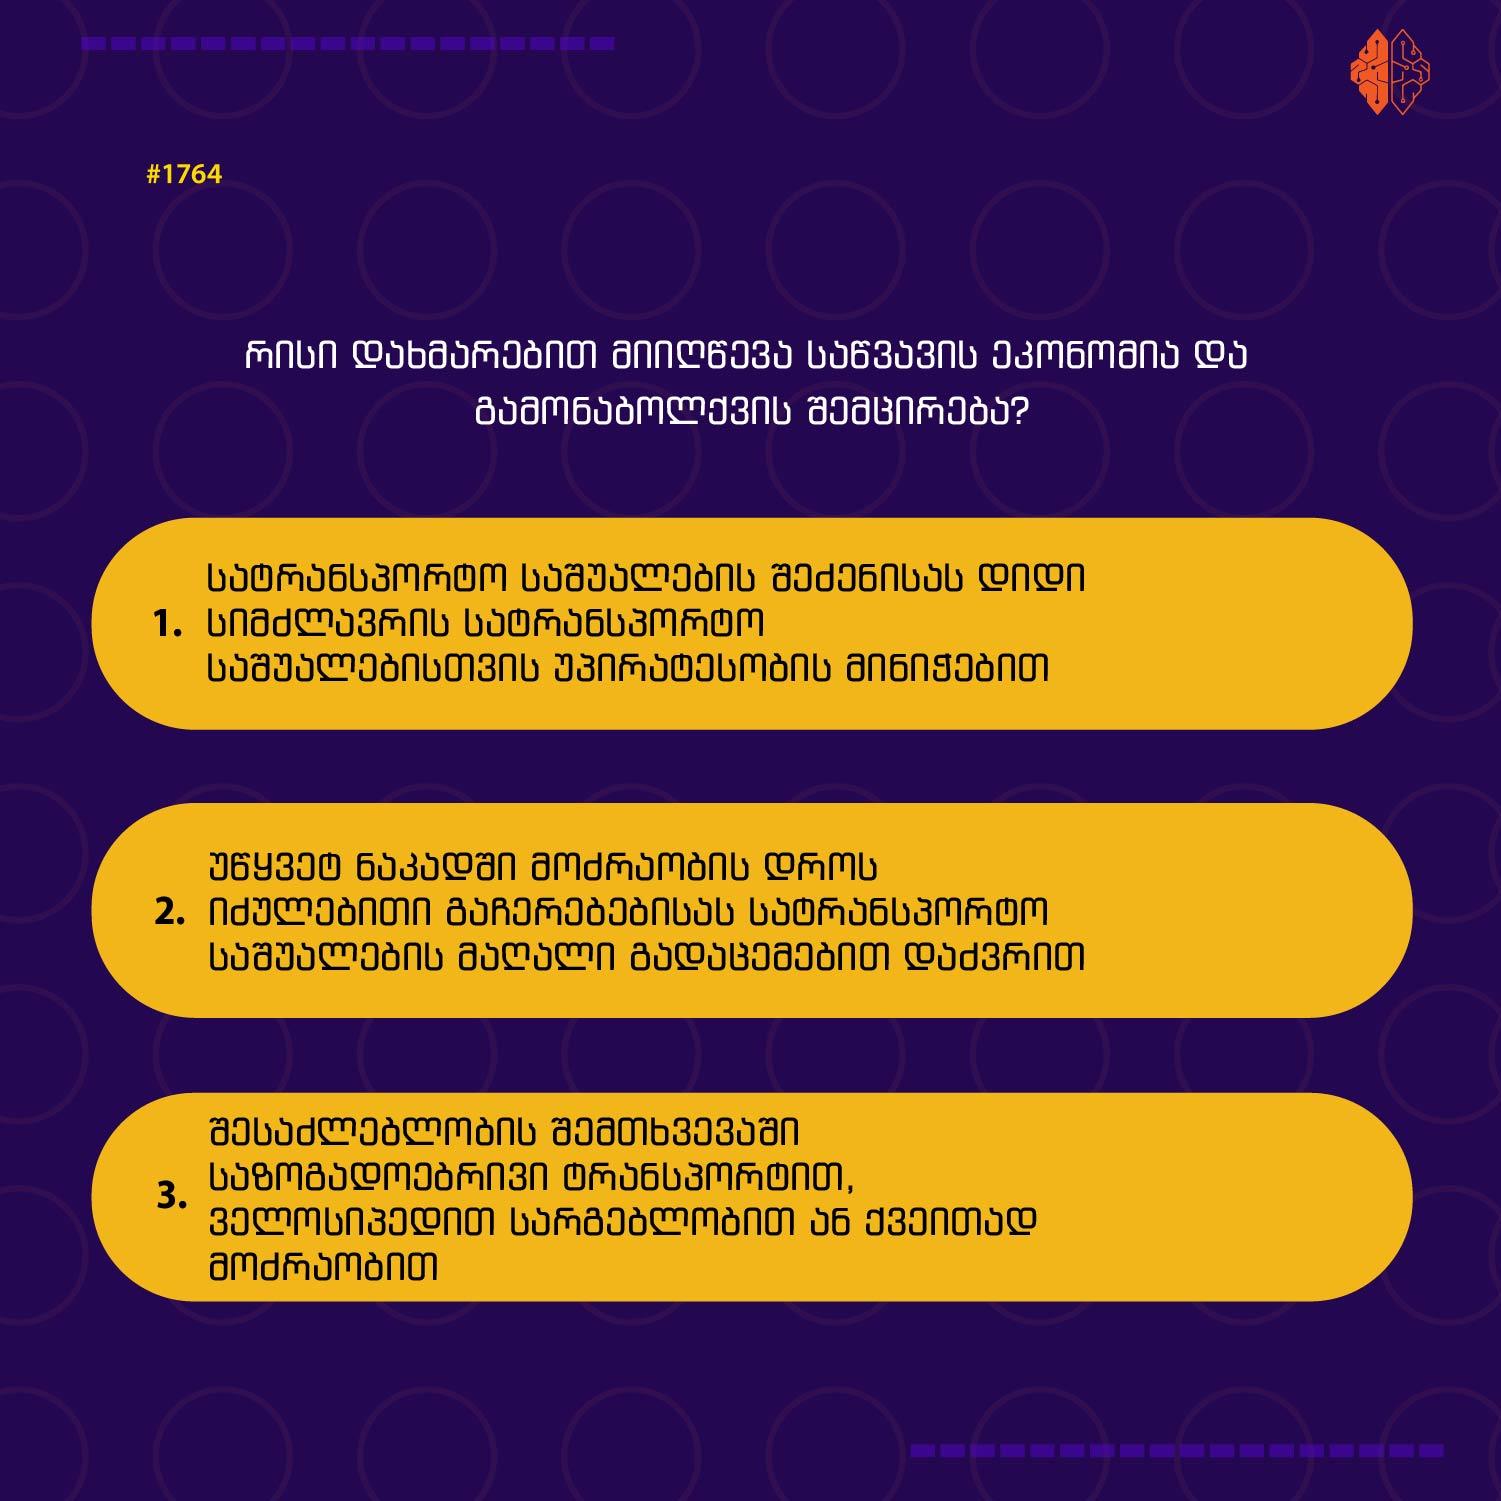 #1764
რისი დახმარებით მიიღწევა საწვავის ეკონომია და
გამონაბოლქვის შემცირება?
სატრანსპორტო საშუალების შეძენისას დიდი
1. სიმძლავრის სატრანსპორტო
საშუალებისთვის უპირატესობის მინიჭებით
უწყვეტ ნაკადში მოძრაობის დროს
2. იძულებითი გაჩერებებისას სატრანსპორტო
საშუალების მაღალი გადაცემებით დაძვრით
შესაძლებლობის შემთხვევაში
საზოგადოებრივი ტრანსპორტით,
3. ველოსიპედით სარგებლობით ან ქვეითად
მოძრაობით